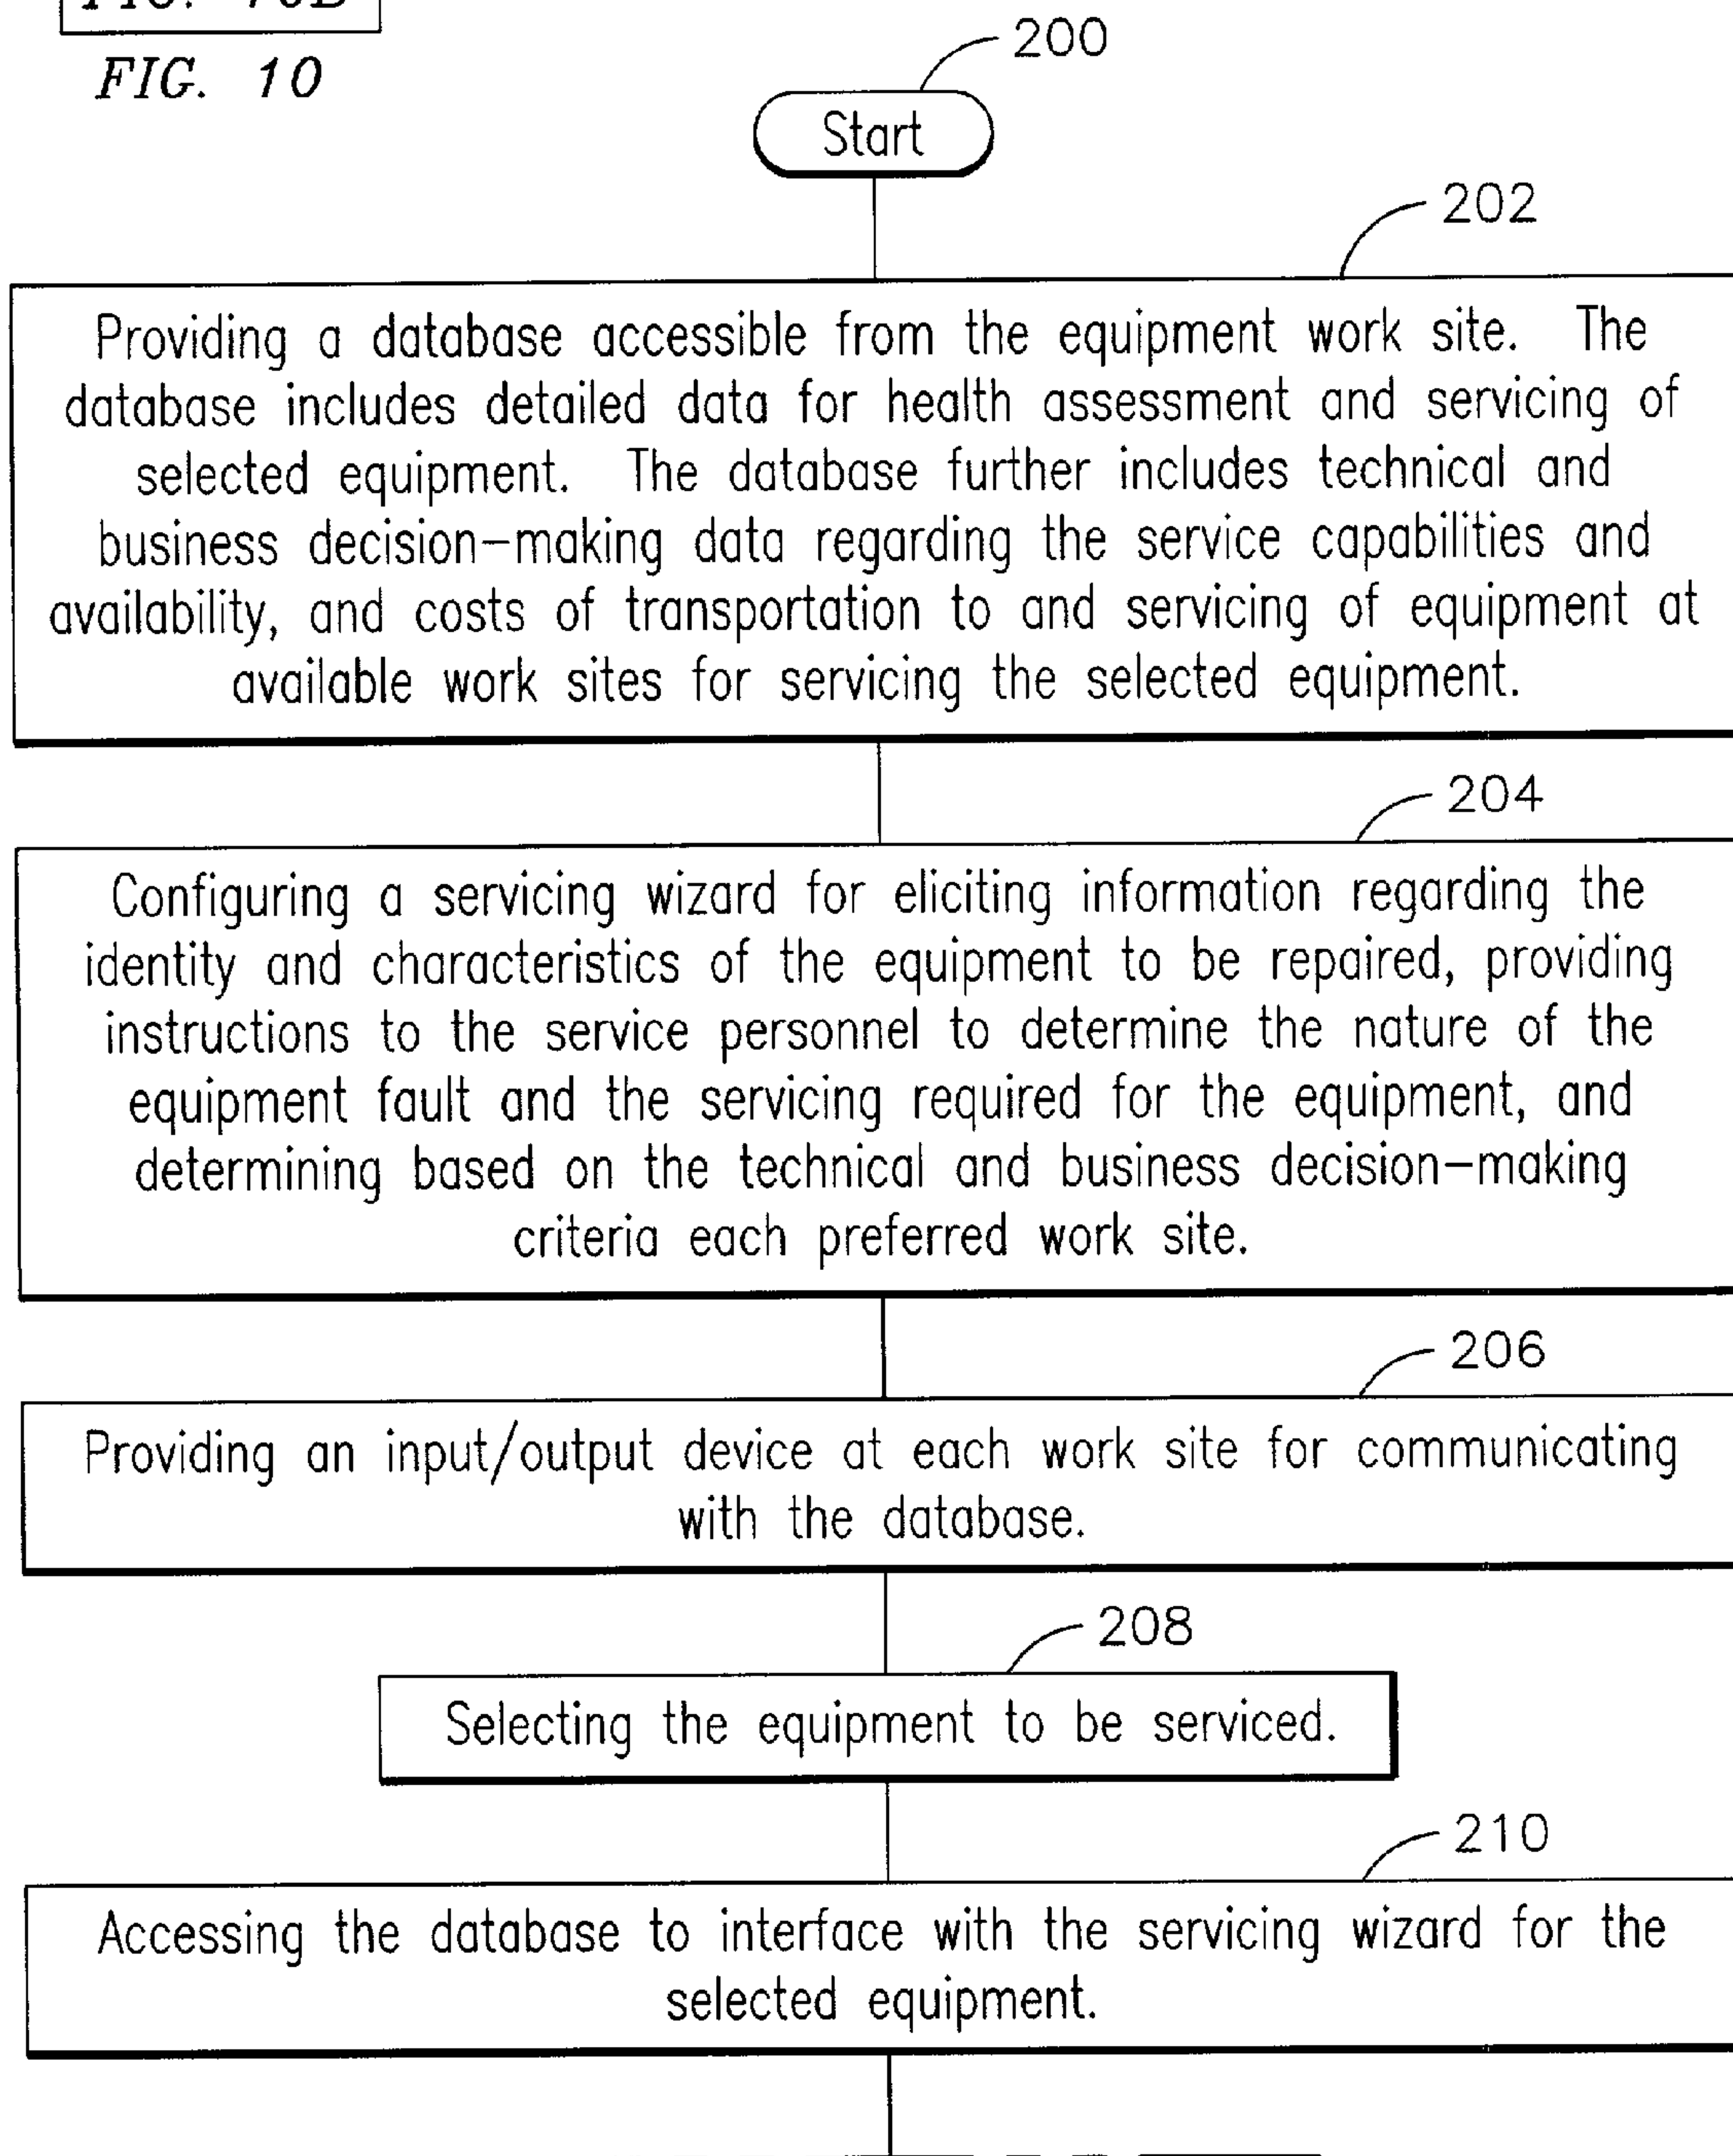 FIG. 10B
FIG. 10
200
Start
202
Providing a database accessible from the equipment work site. The
database includes detailed data for health assessment and servicing of
selected equipment. The database further includes technical and
business decision-making data regarding the service capabilities and
availability, and costs of transportation to and servicing of equipment at
available work sites for servicing the selected equipment.
204
Configuring a servicing wizard for eliciting information regarding the
identity and characteristics of the equipment to be repaired, providing
instructions to the service personnel to determine the nature of the
equipment fault and the servicing required for the equipment, and
determining based on the technical and business decision-making
criteria each preferred work site.
206
Providing an input/output device at each work site for communicating
with the database.
208
Selecting the equipment to be serviced.
210
Accessing the database to interface with the servicing wizard for the
selected equipment.